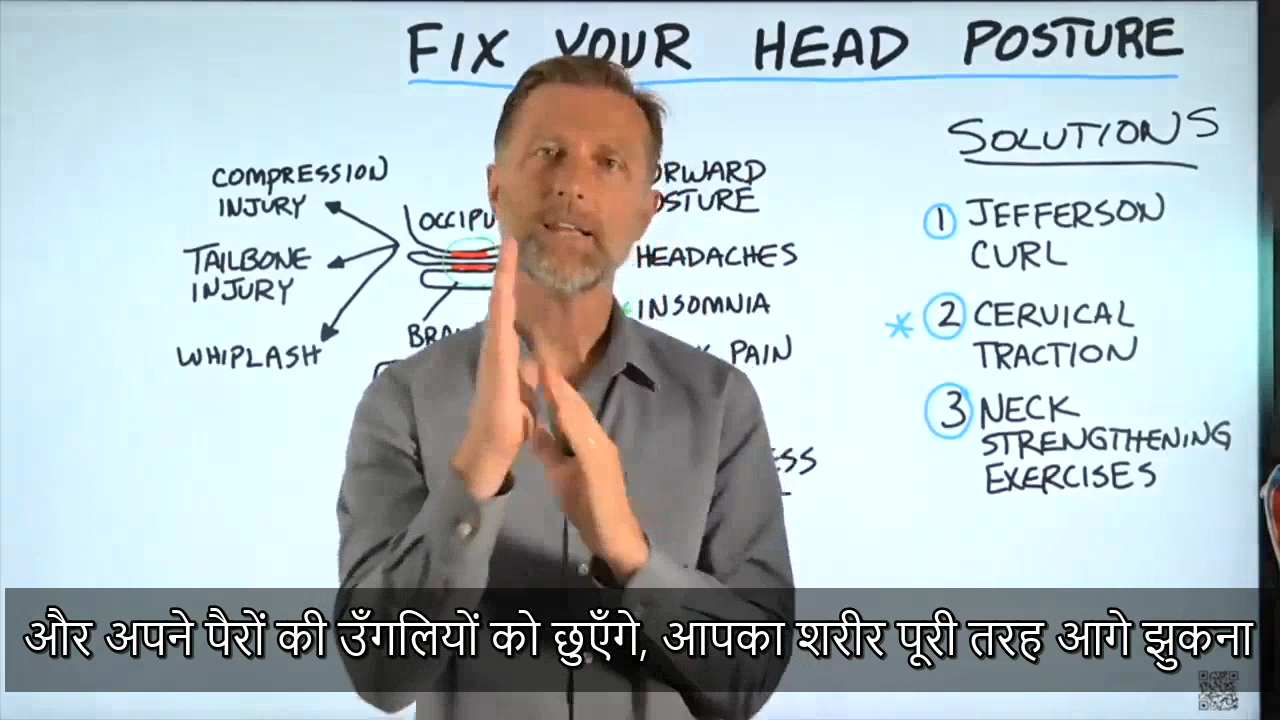 FIX YOUR HEAD POSTURE
SOLUTIONS
COMPRESSION
INJURY
TAILBONE
INJURY
WHIPLASH
HEADACHES
INSOMNIA
PAIN
1 JEFFERSON
CURL
* 2 CERVICAL
TRACTION
3 NECK
STRENGTHENING
EXERCISES
और अपने पैरों की उँगलियों को छुएँगे, आपका शरीर पूरी तरह आगे झुकना